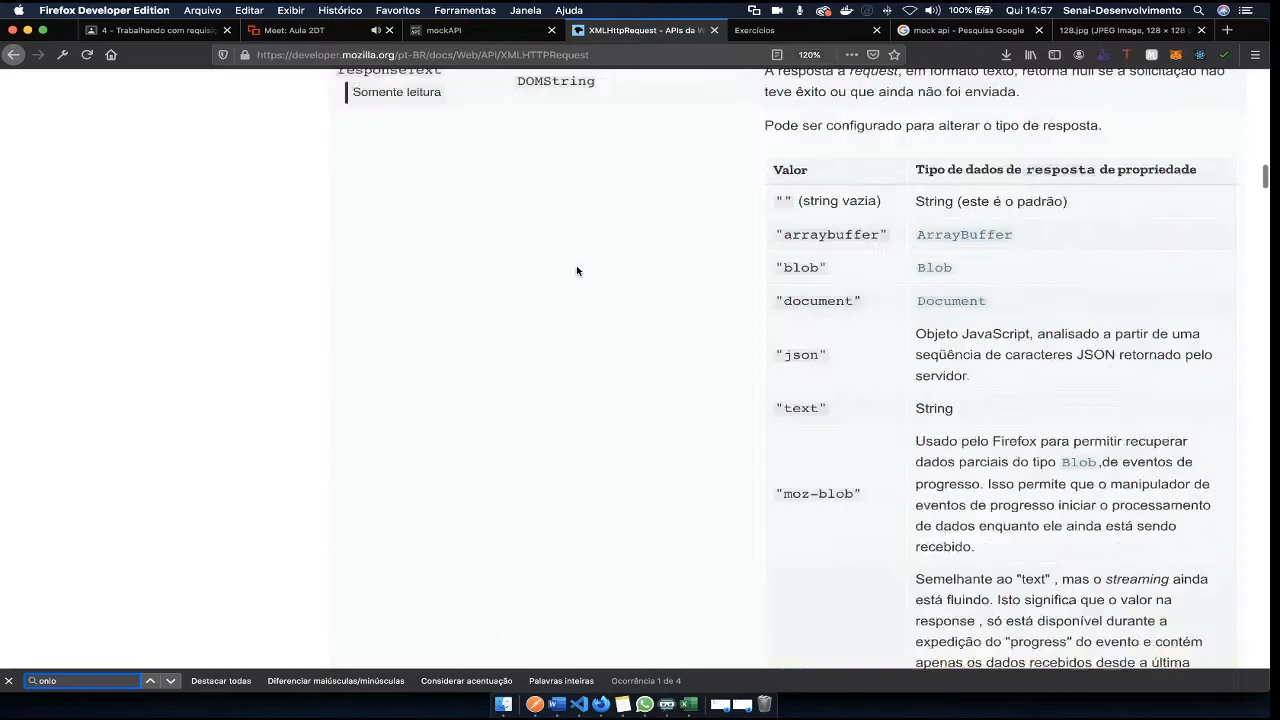 Firefox Developer Edition Arquivo Editar Exibir Histórico Favoritos Ferramentas Janela Ajuda 100% Qui 14:57 Senai-Desenvolvimento
4 - Trabalhando com requisiç
Meet: Aula 2DT
mockAPI
XMLHttpRequest - APIs da W
Exercícios
mock api - Pesquisa Google
128.jpg (JPEG Image, 128 × 128 p
https://developer.mozilla.org/pt-BR/docs/Web/API/XMLHTTPRequest 120%
responseText
Somente leitura
DOMString
A resposta à request, em formato texto, retorna null se a solicitação não
teve êxito ou que ainda não foi enviada.
Pode ser configurado para alterar o tipo de resposta.
Valor Tipo de dados de resposta de propriedade
"" (string vazia) String (este é o padrão)
"arraybuffer" ArrayBuffer
"blob" Blob
"document" Document
"json" Objeto JavaScript, analisado a partir de uma
seqüência de caracteres JSON retornado pelo
servidor.
"text" String
"moz-blob" Usado pelo Firefox para permitir recuperar
dados parciais do tipo Blob,de eventos de
progresso. Isso permite que o manipulador de
eventos de progresso iniciar o processamento
de dados enquanto ele ainda está sendo
recebido.
Semelhante ao "text" , mas o streaming ainda
está fluindo. Isto significa que o valor na
response , só está disponível durante a
expedição do "progress" do evento e contém
apenas os dados recebidos desde a última
onlo Destacar todas Diferenciar maiúsculas/minúsculas Considerar acentuação Palavras inteiras Ocorrência 1 de 4